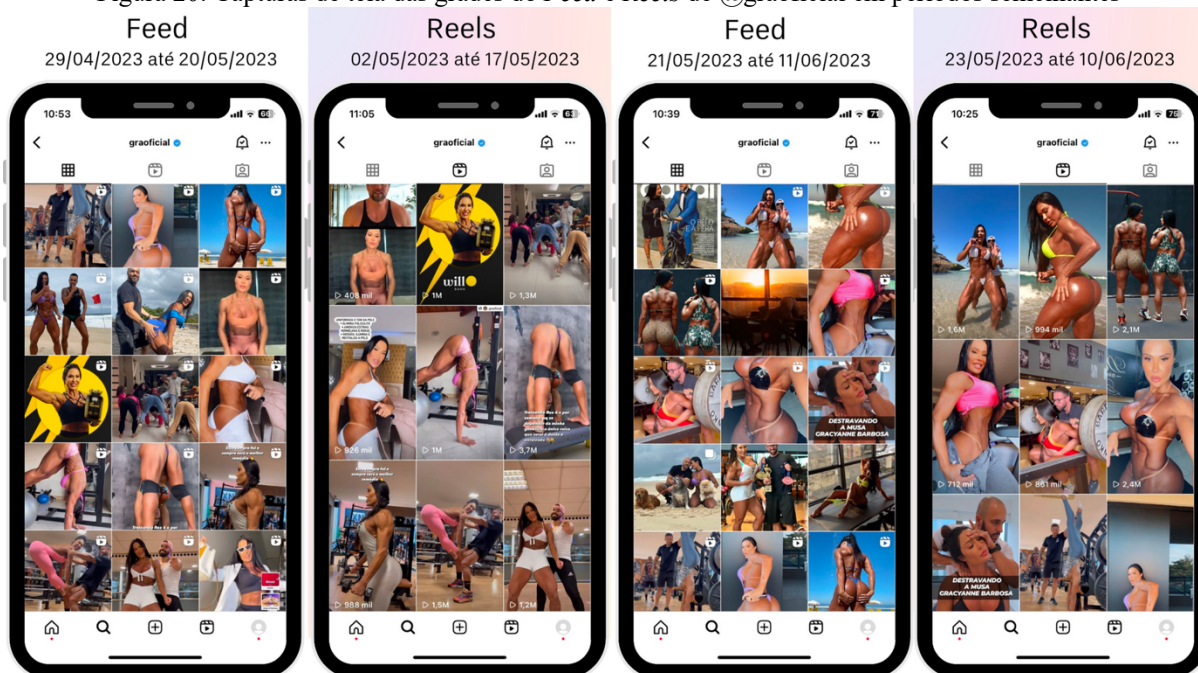 Figura 20: Capturas de tela das grades de Feed e Reels de @graoficial em períodos semelhantes
Feed
29/04/2023 até 20/05/2023
10:53
graoficial
will
DESTRAVANDO
Reels
02/05/2023 até 17/05/2023
11:05
graoficial
408 mil
will
1M
1,3M
926 mil
1M
3,7M
988 mil
1,5M
1,2M
Feed
21/05/2023 até 11/06/2023
10:39
graoficial
DESTRAVANDO
A MUSA
GRACYANNE BARBOSA
Reels
23/05/2023 até 10/06/2023
10:25
graoficial
1,6M
994 mil
2,1M
712 mil
861 mil
2,4M
DESTRAVANDO
A MUSA
GRACYANNE BARBOSA